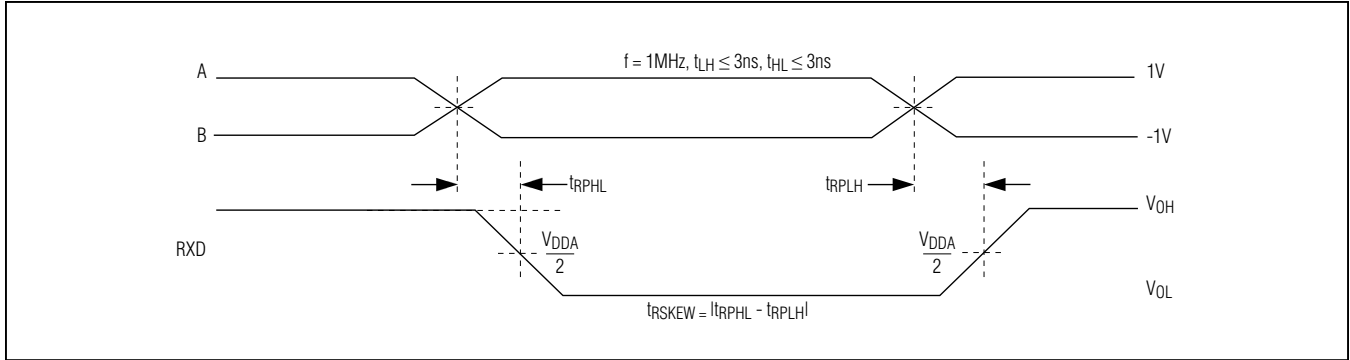 f = 1MHz, tLH ≤ 3ns, tHL ≤ 3ns
A
1V
B
-1V
tRPHL
tRPLH
VOH
RXD
VDDA
2
VDDA
2
VOL
tRSKEW = |tRPHL - tRPLH|